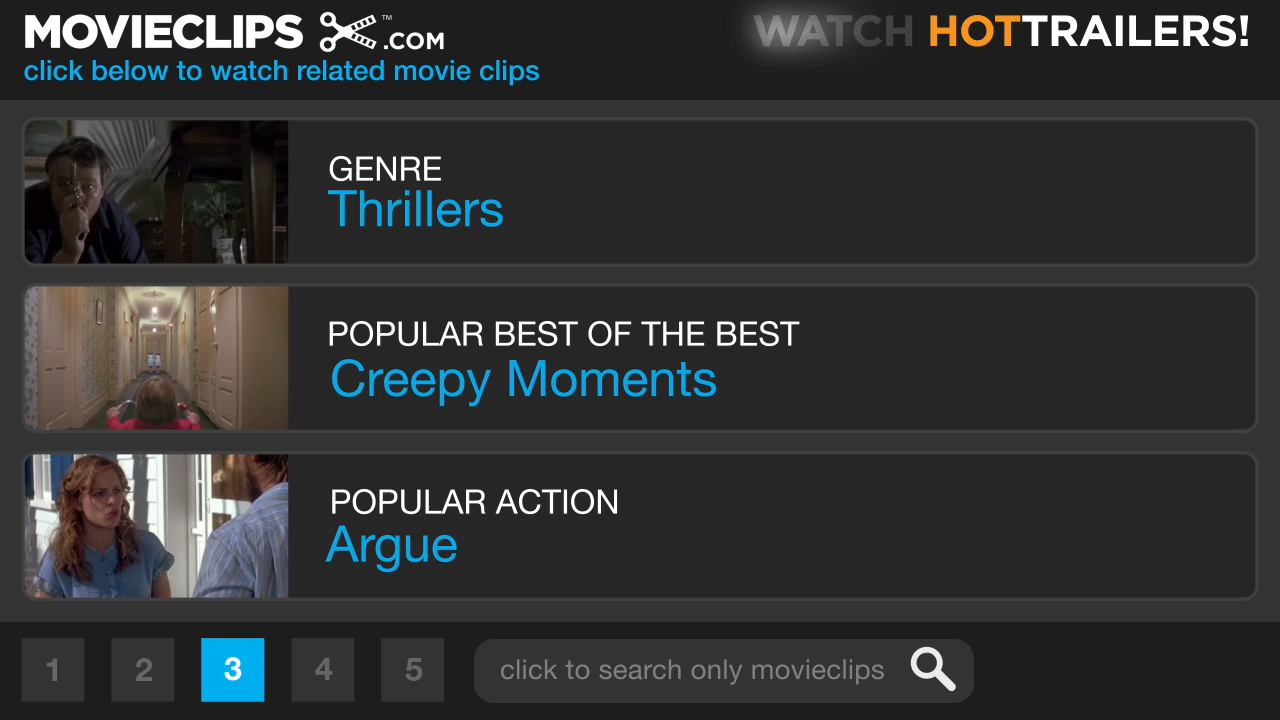 MOVIECLIPS ™ .COM
WATCH HOTTRAILERS!
click below to watch related movie clips
GENRE
Thrillers
POPULAR BEST OF THE BEST
Creepy Moments
POPULAR ACTION
Argue
1 2 3 4 5
click to search only movieclips